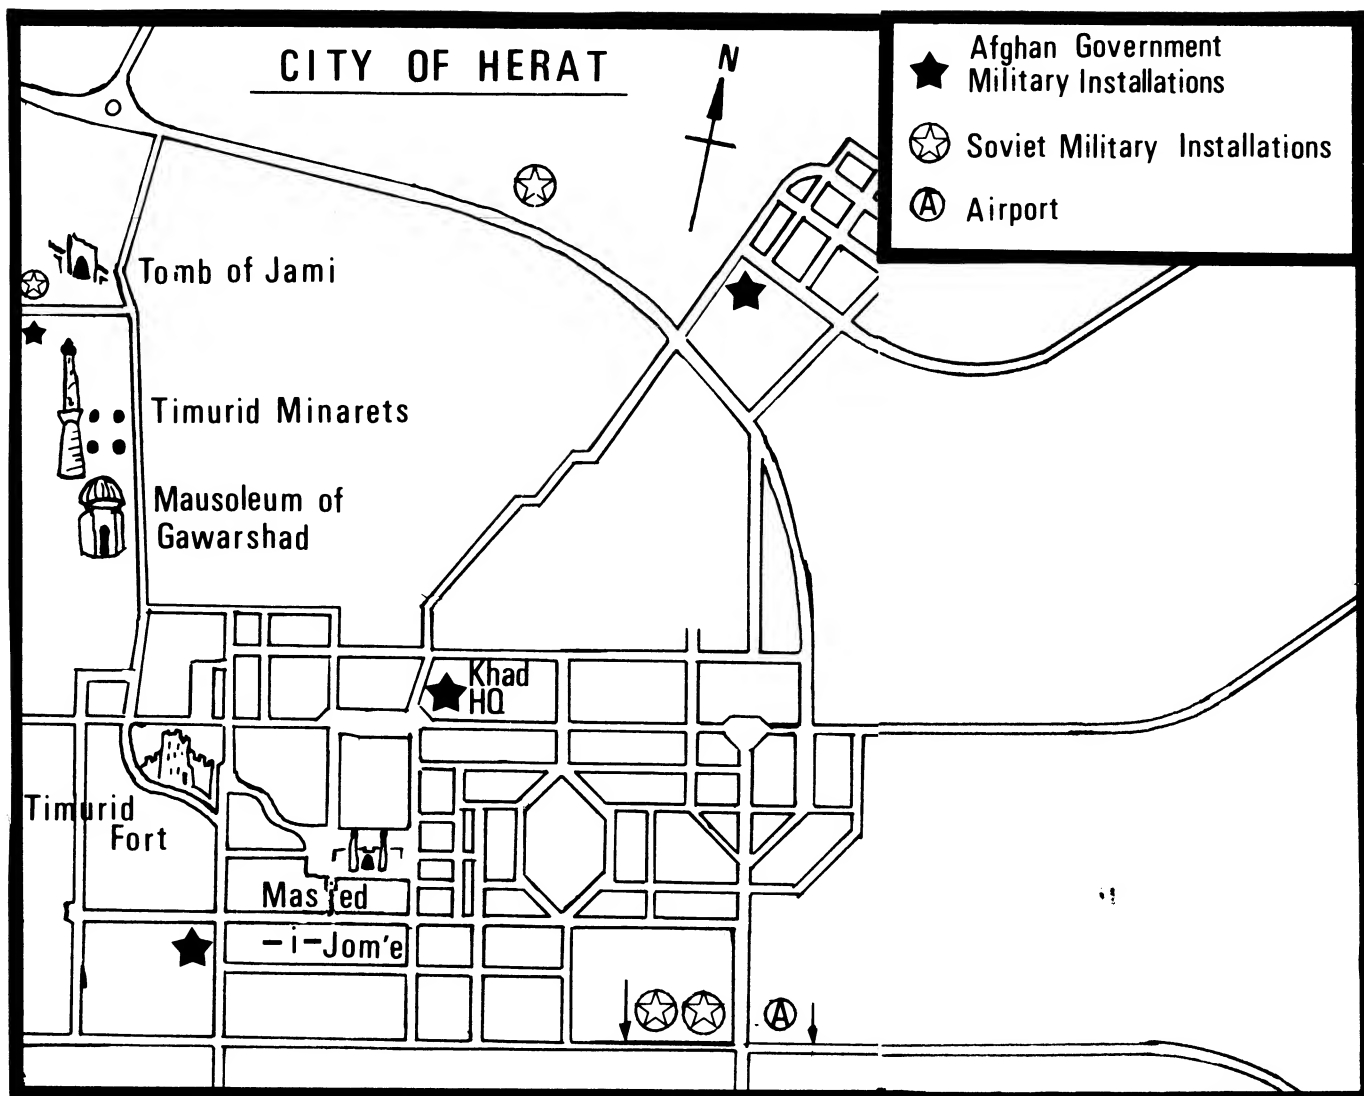 CITY OF HERAT
N
Afghan Government
Military Installations
Soviet Military Installations
A Airport
Tomb of Jami
Timurid Minarets
Mausoleum of
Gawarshad
Khad
HQ
Timurid
Fort
Masjed
-i-Jom'e
A